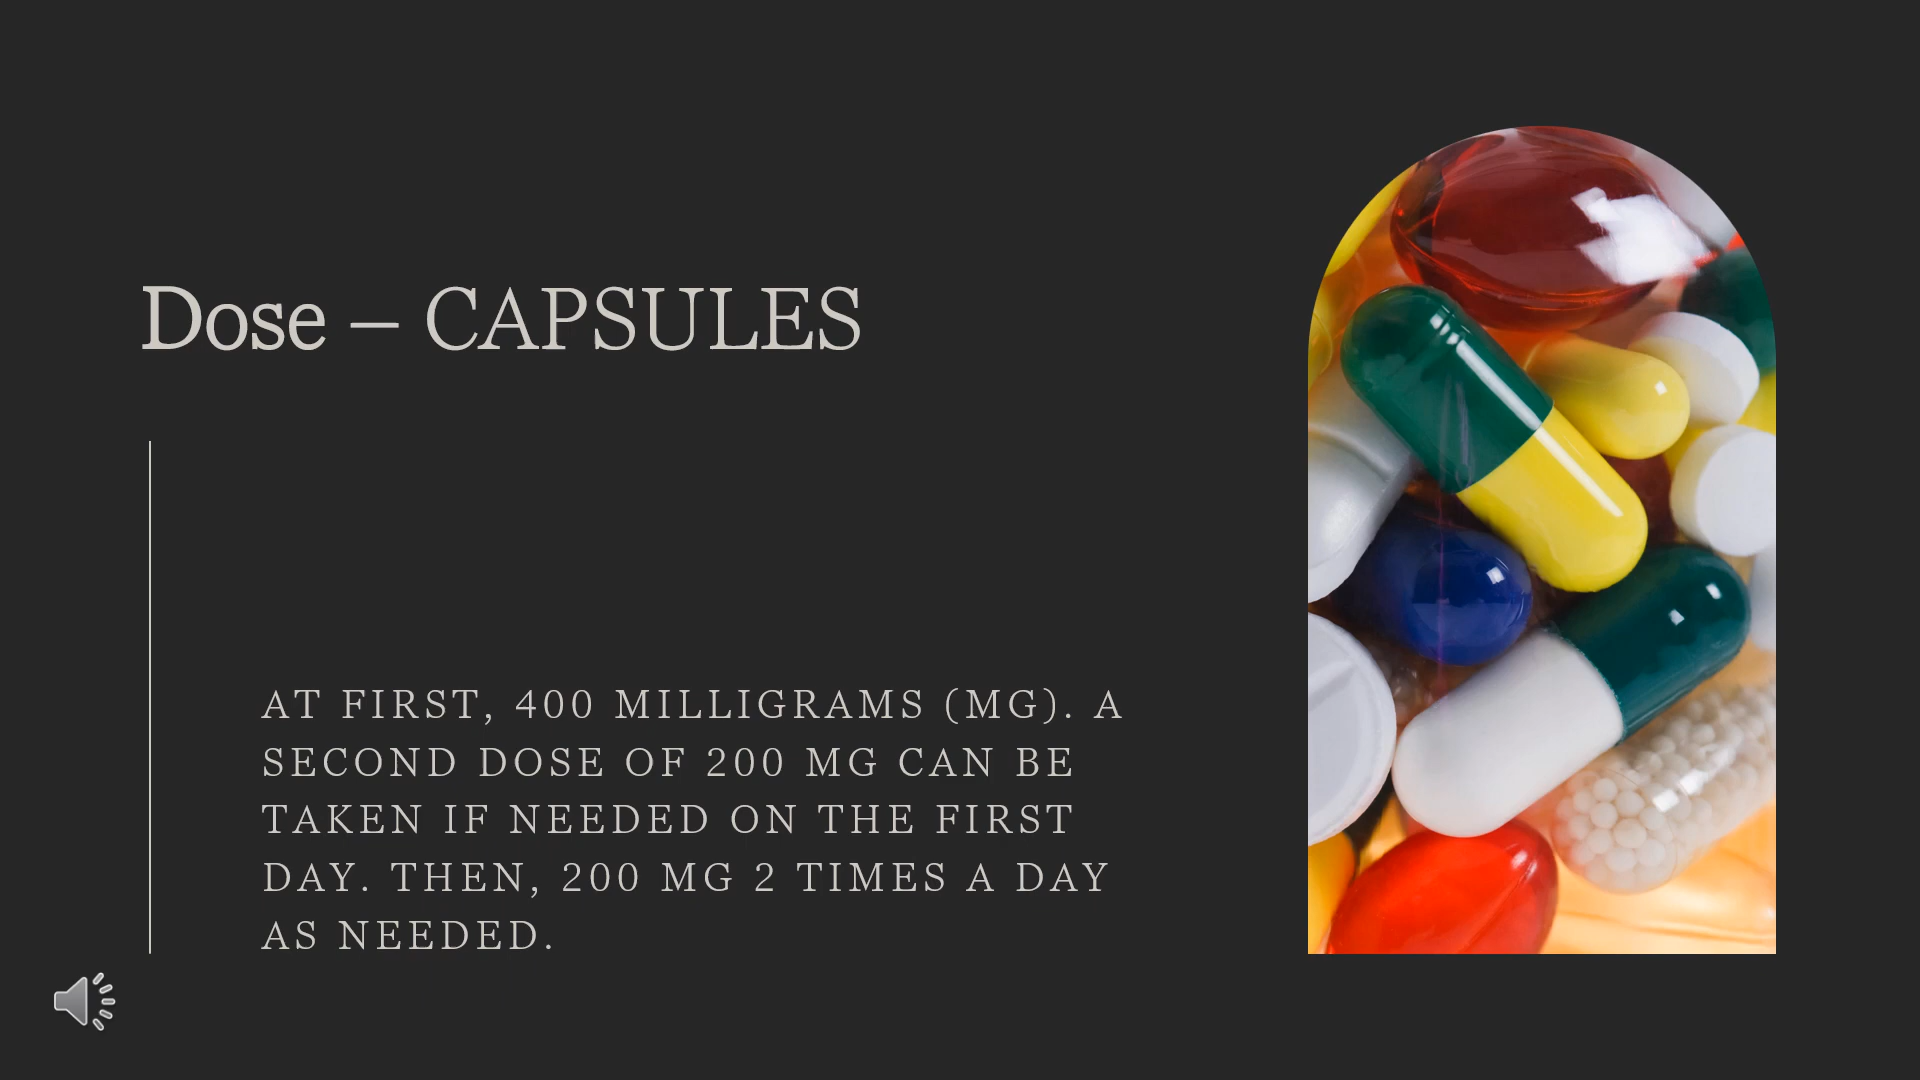 Dose – CAPSULES
AT FIRST, 400 MILLIGRAMS (MG). A
SECOND DOSE OF 200 MG CAN BE
TAKEN IF NEEDED ON THE FIRST
DAY. THEN, 200 MG 2 TIMES A DAY
AS NEEDED.